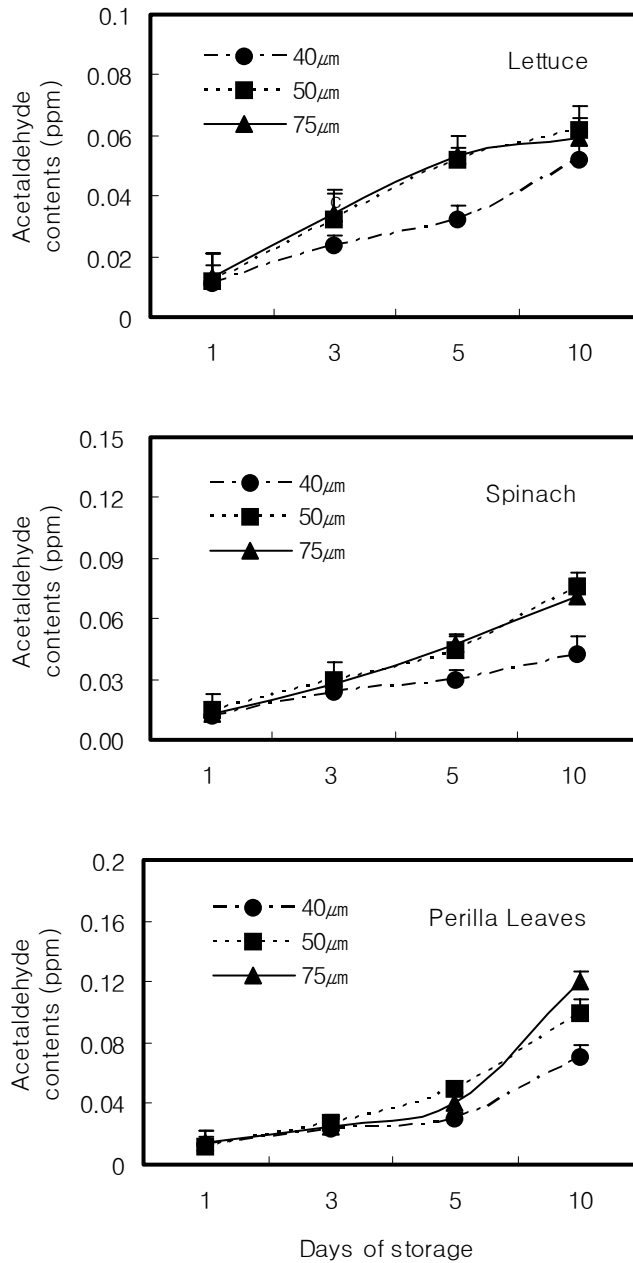 Acetaldehyde
contents (ppm)
0.1
0.08
0.06
0.04
0.02
0
40㎛
50㎛
75㎛
Lettuce
c
1 3 5 10
Acetaldehyde
contents (ppm)
0.15
0.12
0.09
0.06
0.03
0.00
40㎛
50㎛
75㎛
Spinach
1 3 5 10
Acetaldehyde
contents (ppm)
0.2
0.16
0.12
0.08
0.04
0
40㎛
50㎛
75㎛
Perilla Leaves
1 3 5 10
Days of storage